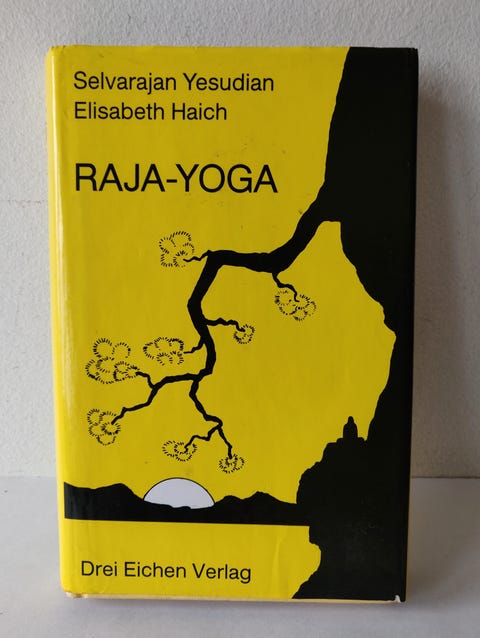 Selvarajan Yesudian
Elisabeth Haich
RAJA-YOGA
Drei Eichen Verlag